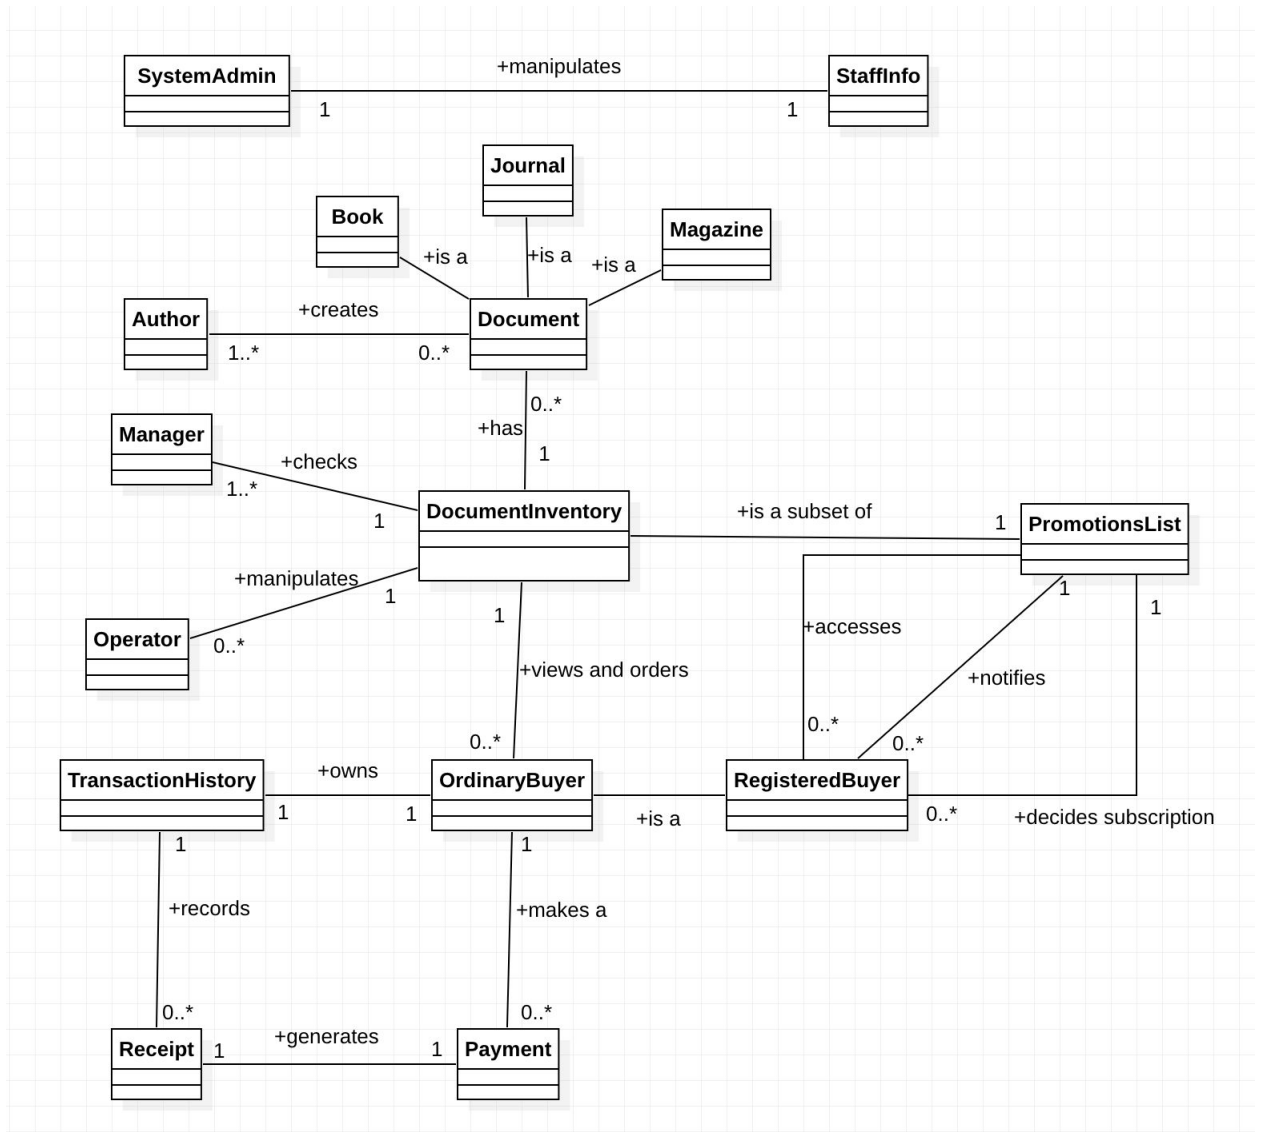 SystemAdmin
+manipulates
StaffInfo
1
1
Journal
Book
Magazine
+is a
+is a
+is a
Author
+creates
Document
1..*
0..*
0..*
+has
1
Manager
+checks
1..*
1
DocumentInventory
+is a subset of
1
PromotionsList
+manipulates
1
1
1
1
Operator
0..*
+accesses
+views and orders
+notifies
0..*
0..*
0..*
TransactionHistory
+owns
OrdinaryBuyer
RegisteredBuyer
1
1
+is a
0..*
+decides subscription
1
1
+records
+makes a
0..*
0..*
Receipt
1
+generates
1
Payment